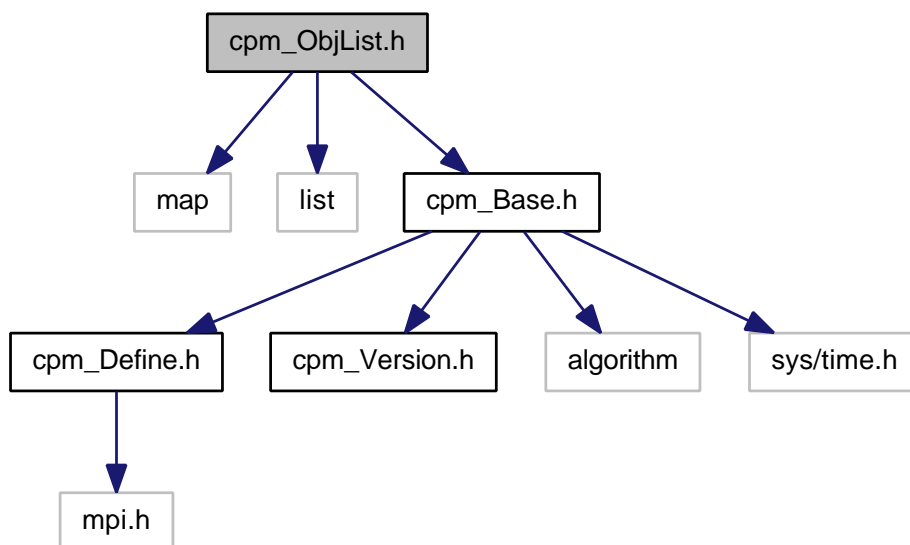 cpm_ObjList.h
map
list
cpm_Base.h
cpm_Define.h
cpm_Version.h
algorithm
sys/time.h
mpi.h